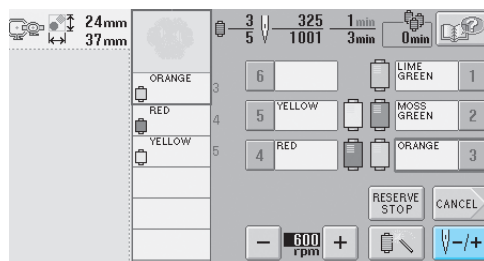 24mm
37mm
3
5
325
1001
1min
3min
0min
ORANGE
3
RED
4
YELLOW
5
6
LIME
GREEN
1
5
YELLOW
MOSS
GREEN
2
4
RED
ORANGE
3
RESERVE
STOP
CANCEL
−
600
rpm
+
−/+